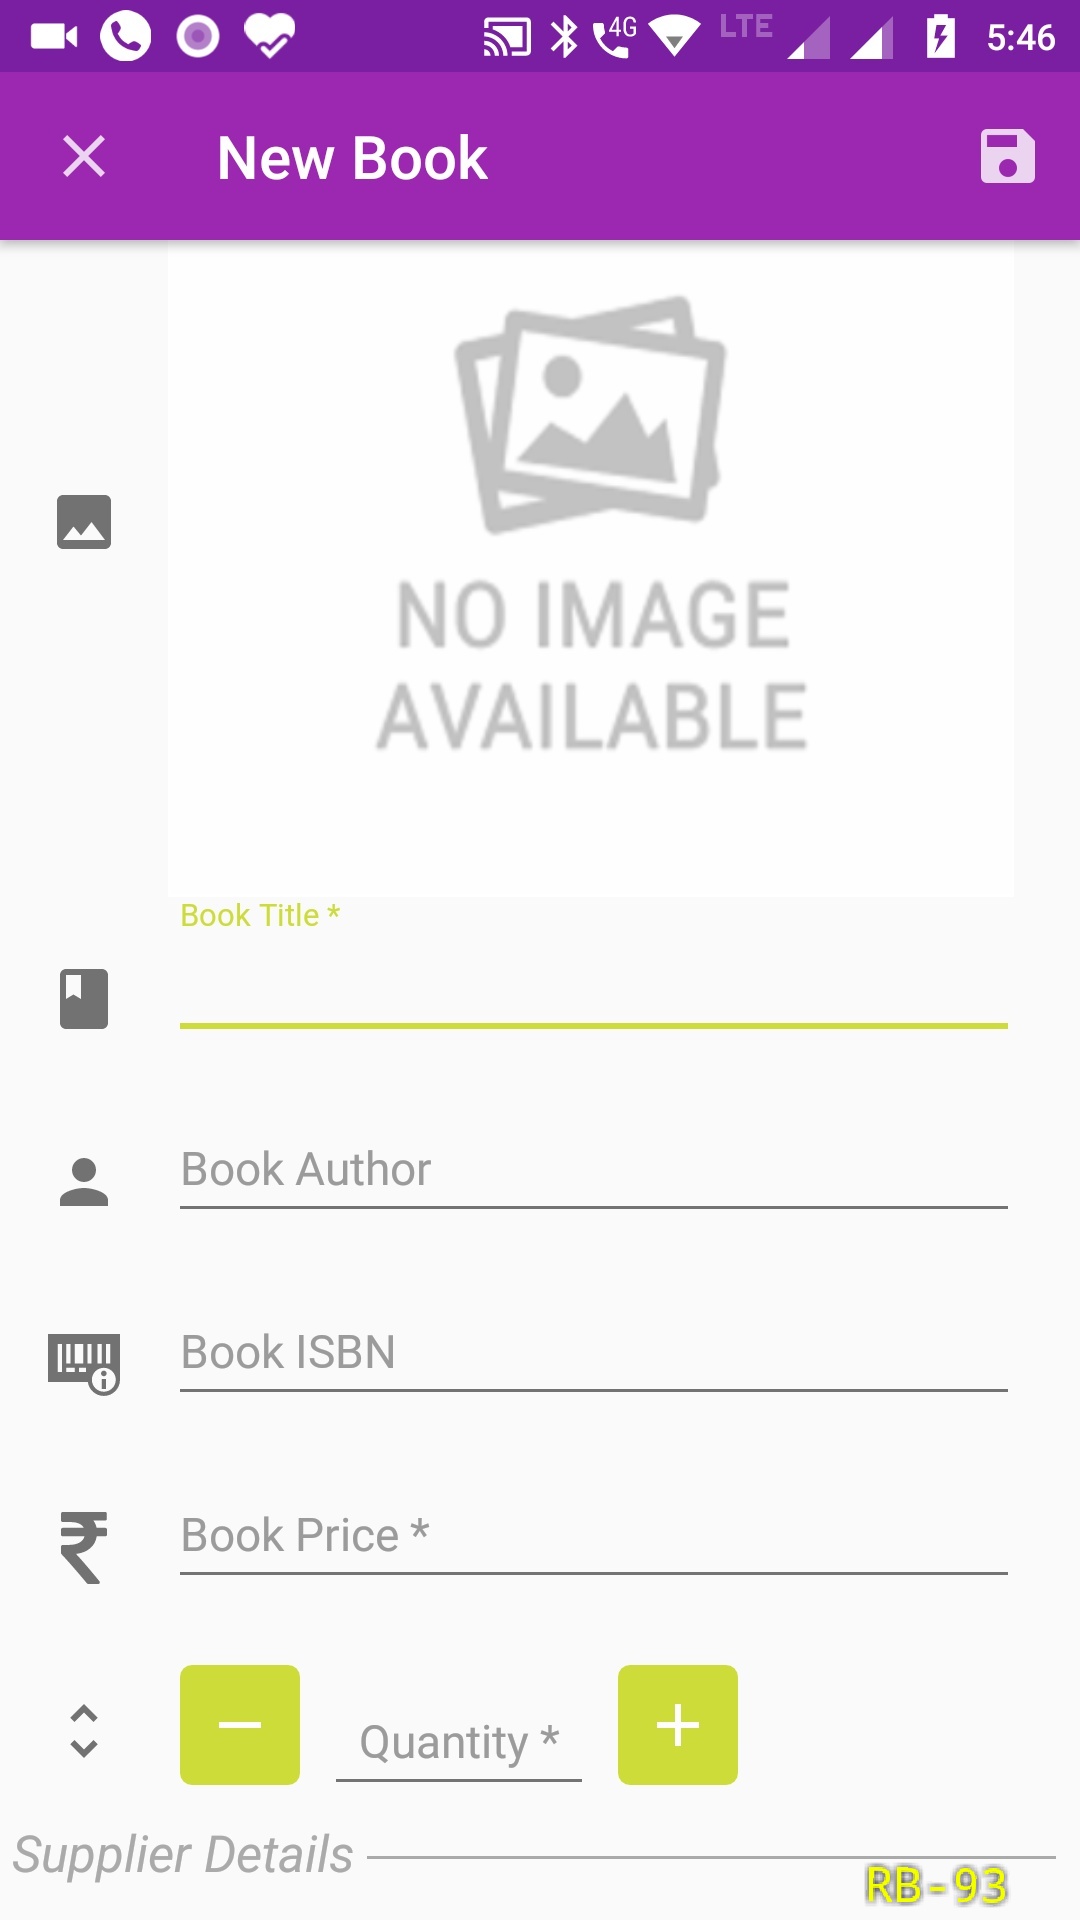 4G LTE 5:46
New Book
NO IMAGE
AVAILABLE
Book Title *
Book Author
Book ISBN
Book Price *
Quantity *
Supplier Details
RB-93